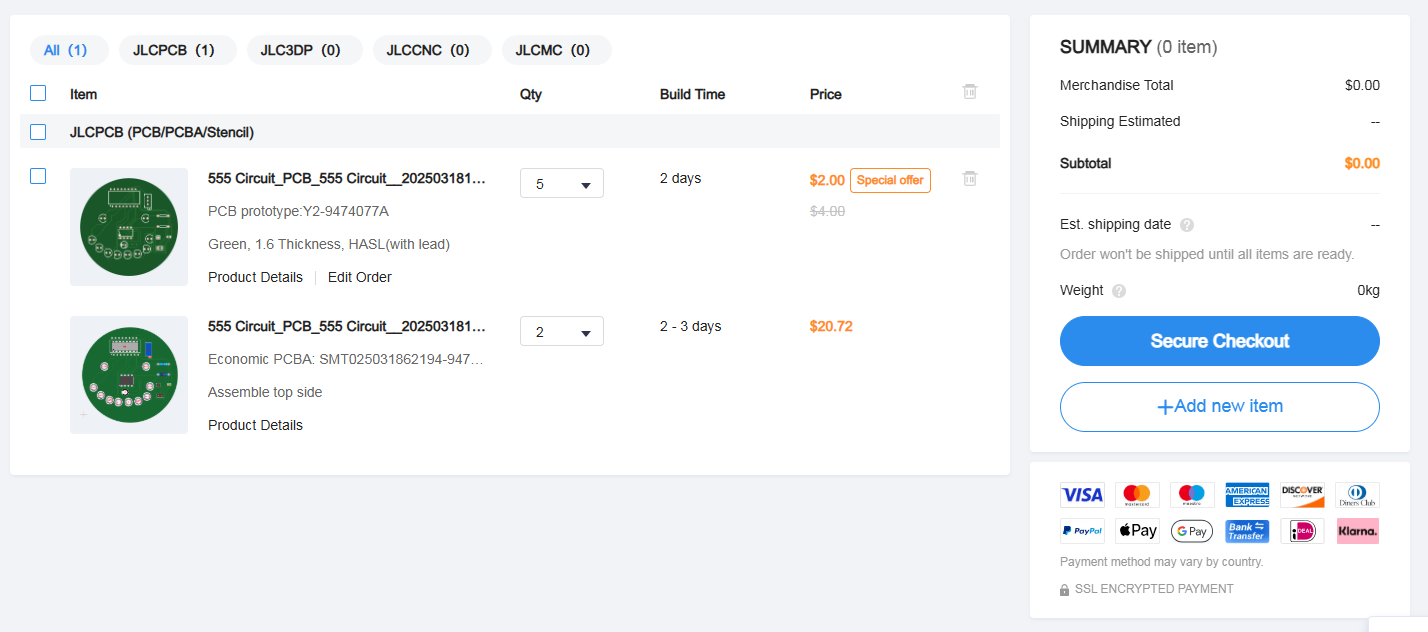 All (1) JLCPCB (1) JLC3DP (0) JLCCNC (0) JLCMC (0)
Item Qty Build Time Price
JLCPCB (PCB/PCBA/Stencil)
555 Circuit_PCB_555 Circuit__202503181... 5 2 days $2.00 Special offer
PCB prototype:Y2-9474077A $4.00
Green, 1.6 Thickness, HASL(with lead)
Product Details Edit Order
555 Circuit_PCB_555 Circuit__202503181... 2 2 - 3 days $20.72
Economic PCBA: SMT025031862194-947...
Assemble top side
Product Details
SUMMARY (0 item)
Merchandise Total $0.00
Shipping Estimated --
Subtotal $0.00
Est. shipping date ? --
Order won't be shipped until all items are ready.
Weight ? 0kg
Secure Checkout
+Add new item
VISA mastercard maestro AMERICAN EXPRESS DISCOVER Diners Club
PayPal Pay G Pay Bank Transfer iDEAL Klarna.
Payment method may vary by country.
SSL ENCRYPTED PAYMENT